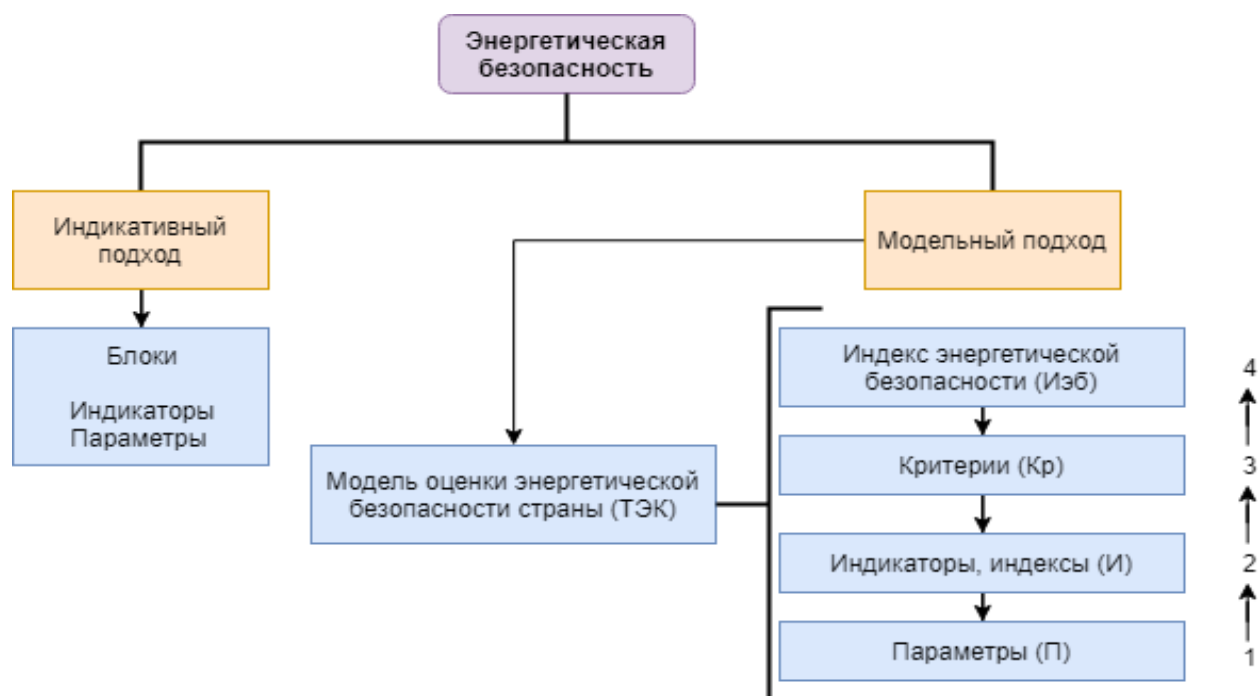 Энергетическая
безопасность
Индикативный
подход
Модельный подход
Блоки
Индикаторы
Параметры
Модель оценки энергетической
безопасности страны (ТЭК)
Индекс энергетической
безопасности (Иэб)
Критерии (Кр)
Индикаторы, индексы (И)
Параметры (П)
4
3
2
1